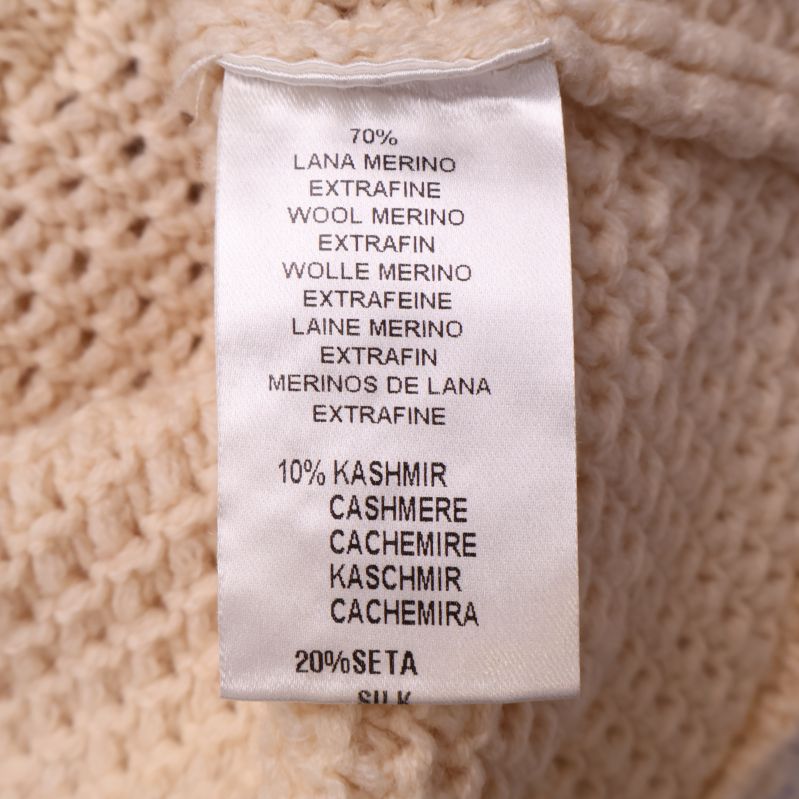 70%
LANA MERINO
EXTRAFINE
WOOL MERINO
EXTRAFIN
WOLLE MERINO
EXTRAFEINE
LAINE MERINO
EXTRAFIN
MERINOS DE LANA
EXTRAFINE
10% KASHMIR
CASHMERE
CACHEMIRE
KASCHMIR
CACHEMIRA
20%SETA
SILK